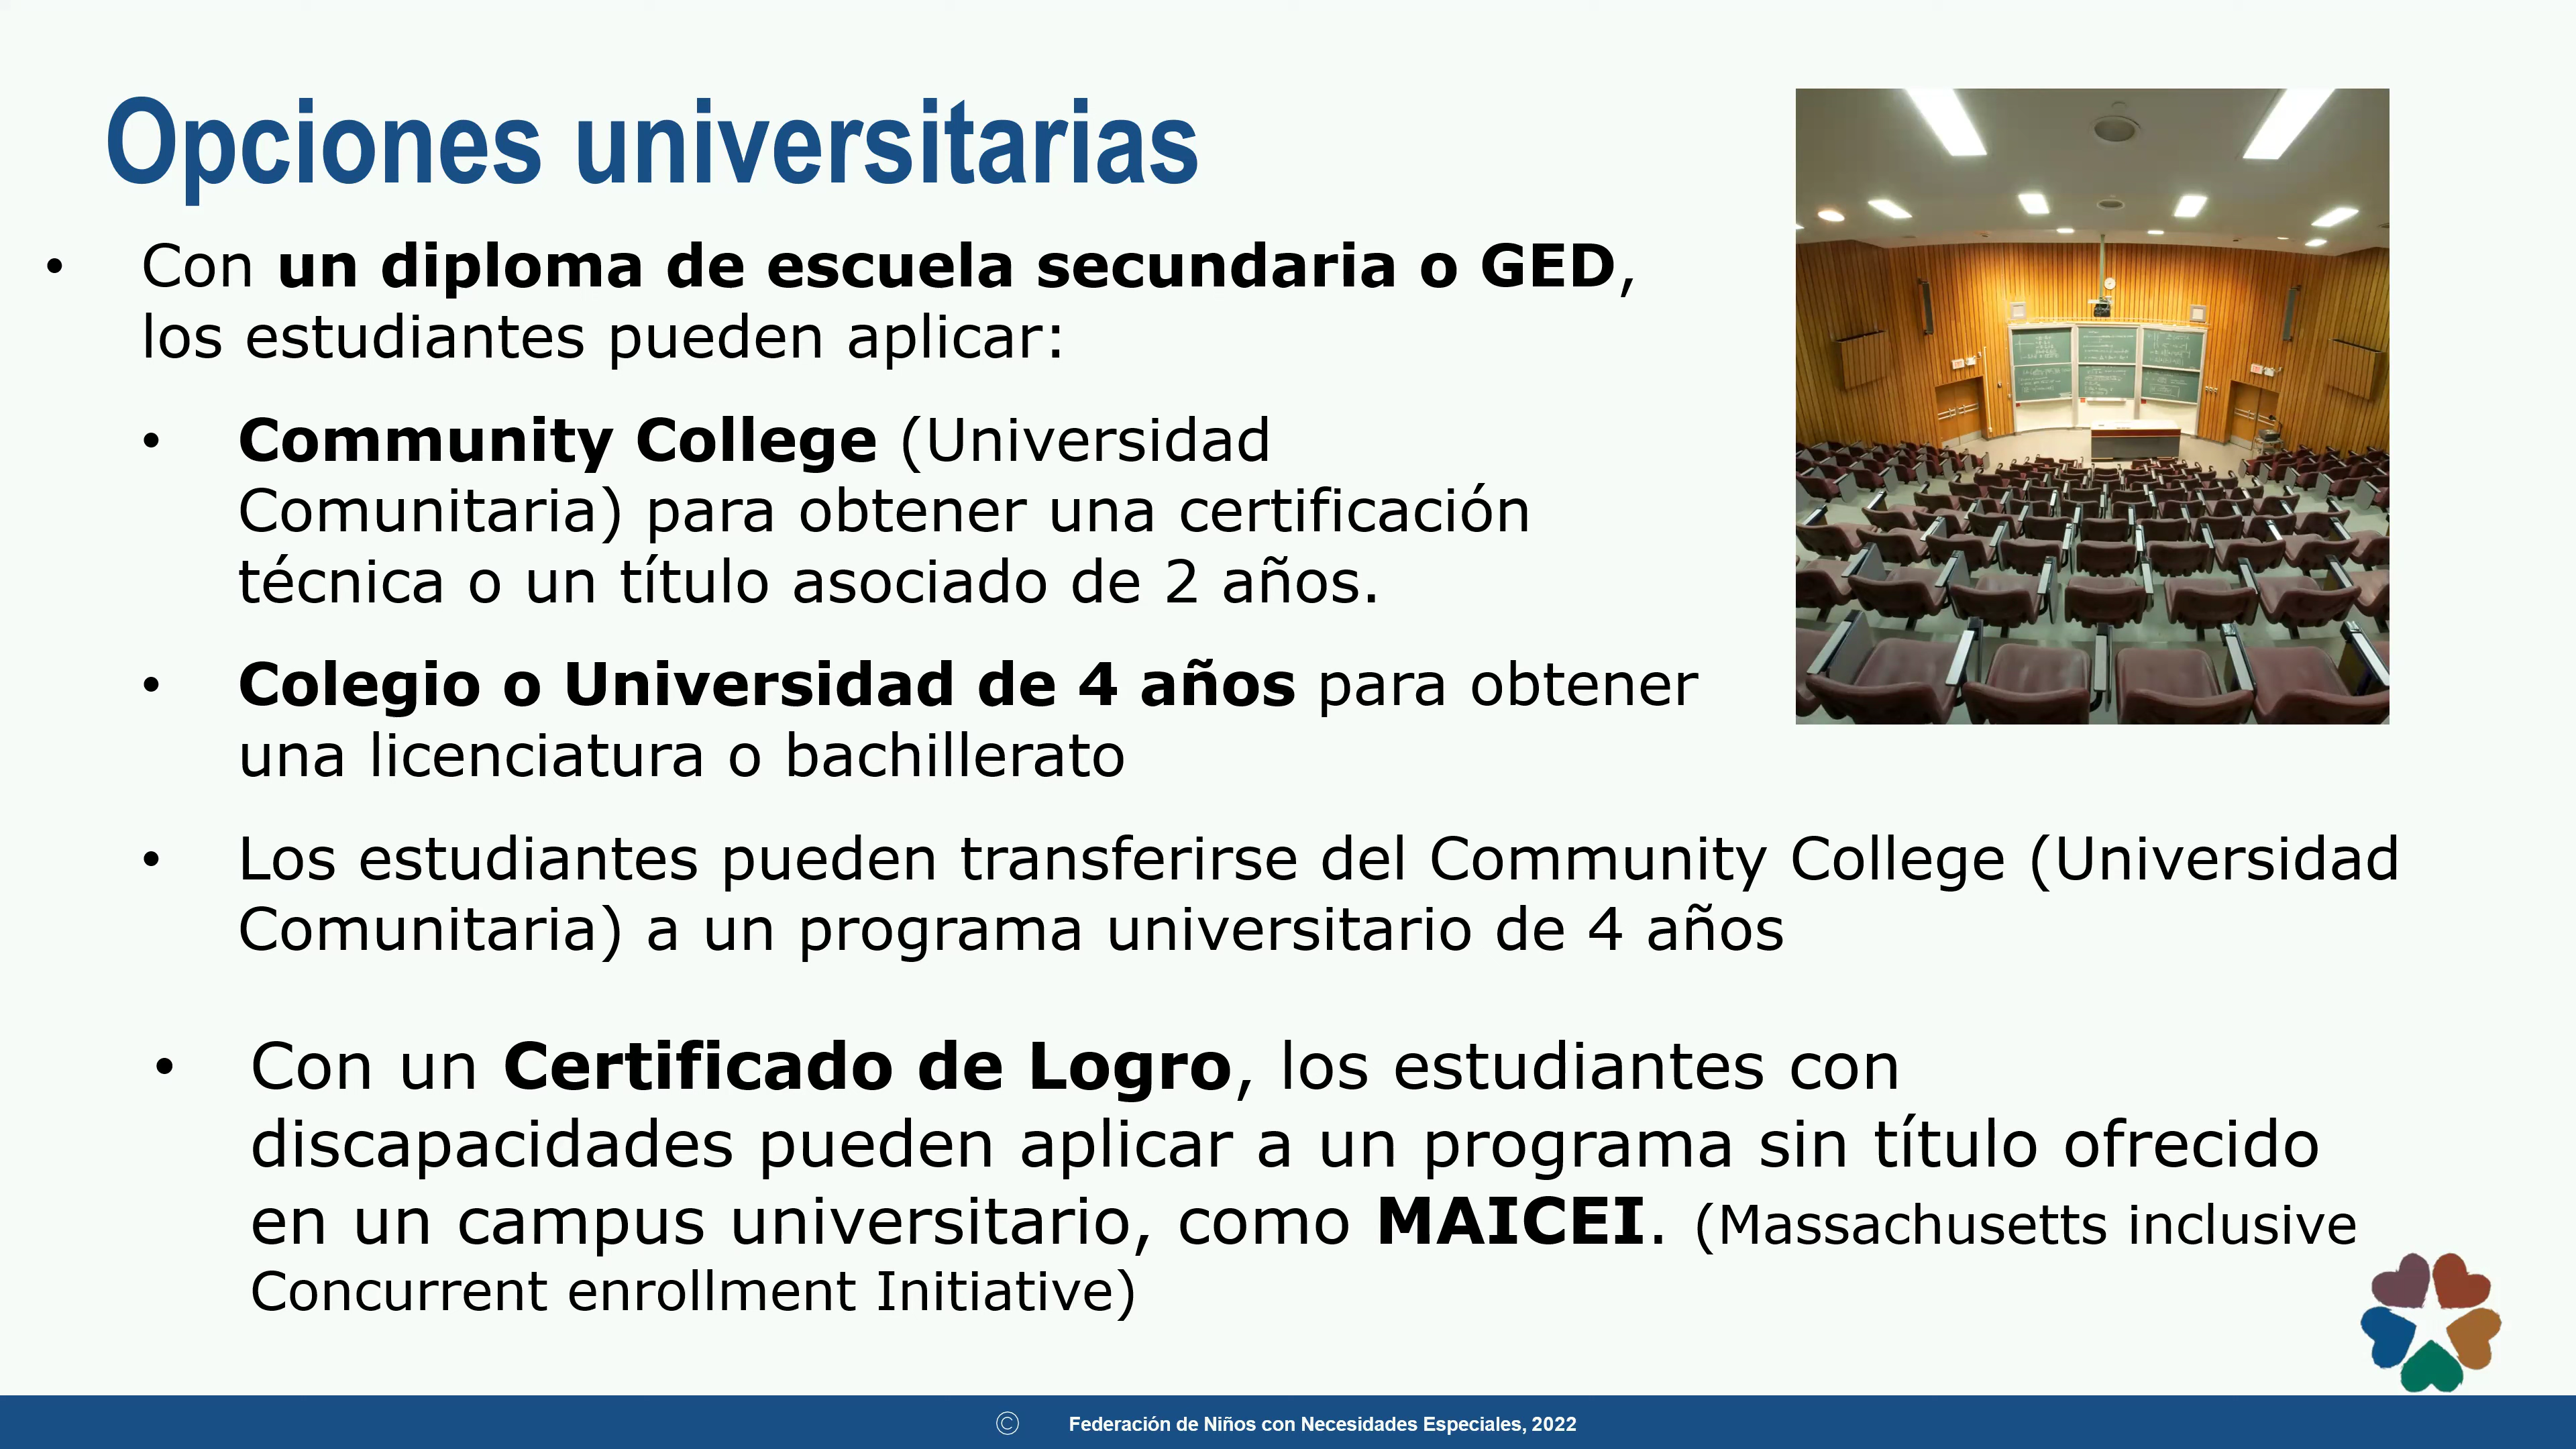 Opciones universitarias
• Con un diploma de escuela secundaria o GED,
los estudiantes pueden aplicar:
• Community College (Universidad
Comunitaria) para obtener una certificación
técnica o un título asociado de 2 años.
• Colegio o Universidad de 4 años para obtener
una licenciatura o bachillerato
• Los estudiantes pueden transferirse del Community College (Universidad
Comunitaria) a un programa universitario de 4 años
• Con un Certificado de Logro, los estudiantes con
discapacidades pueden aplicar a un programa sin título ofrecido
en un campus universitario, como MAICEI. (Massachusetts inclusive
Concurrent enrollment Initiative)
© Federación de Niños con Necesidades Especiales, 2022